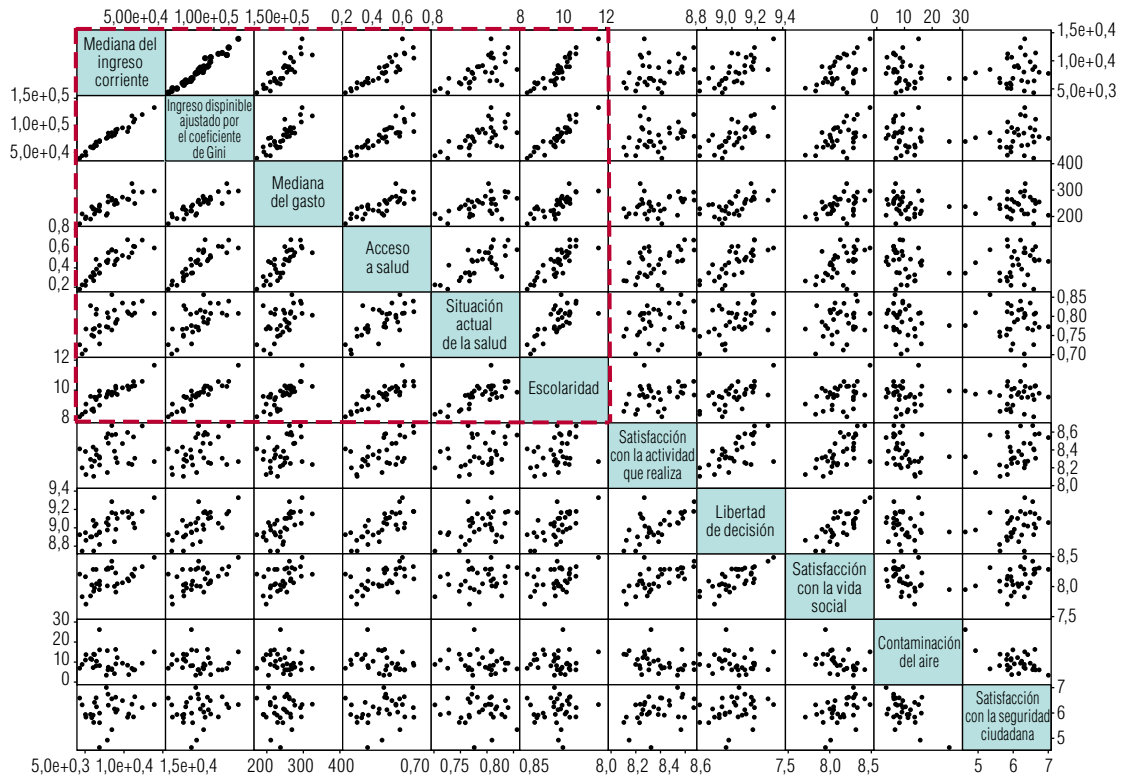 5,00e+0,4 1,00e+0,5 1,50e+0,5 0,2 0,4 0,6 0,8 8 10 12 8,8 9,0 9,2 9,4 0 10 20 30
Mediana del
ingreso
corriente
1,5e+0,4
1,0e+0,4
5,0e+0,3
1,5e+0,5
1,0e+0,5
5,0e+0,4
Ingreso dispinible
ajustado por
el coeficiente
de Gini
Mediana
del gasto
400
300
200
0,8
0,6
0,4
0,2
Acceso
a salud
Situación
actual
de la salud
0,85
0,80
0,75
0,70
12
10
8
Escolaridad
Satisfacción
con la actividad
que realiza
8,6
8,4
8,2
8,0
9,4
9,2
9,0
8,8
Libertad
de decisión
Satisfacción
con la vida
social
8,5
8,0
7,5
30
20
10
0
Contaminación
del aire
Satisfacción
con la seguridad
ciudadana
7
6
5
5,0e+0,3 1,0e+0,4 1,5e+0,4 200 300 400 0,70 0,75 0,80 0,85 8,0 8,2 8,4 8,6 7,5 8,0 8,5 5 6 7